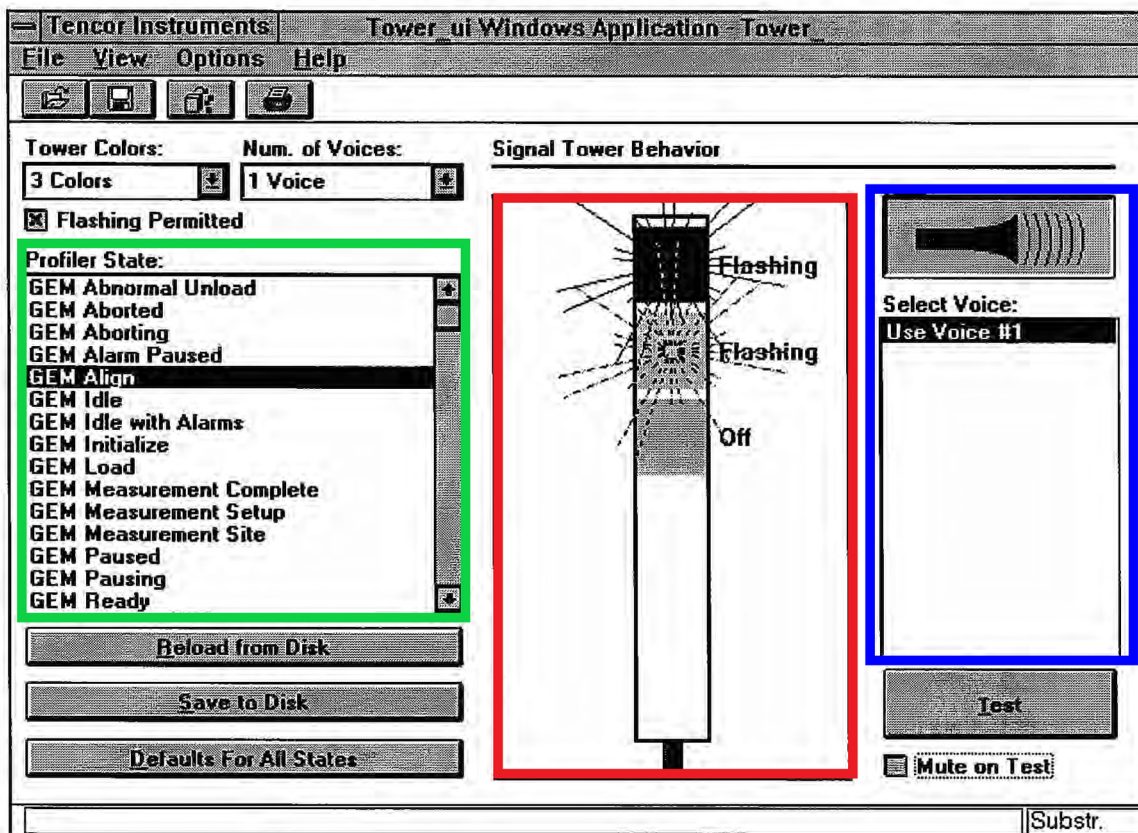 Tencor Instruments Tower_ui Windows Application - Tower_
File View Options Help
Tower Colors: Num. of Voices: Signal Tower Behavior
3 Colors 1 Voice
Flashing Permitted
Profiler State:
GEM Abnormal Unload
GEM Aborted
GEM Aborting
GEM Alarm Paused
GEM Align
GEM Idle
GEM Idle with Alarms
GEM Initialize
GEM Load
GEM Measurement Complete
GEM Measurement Setup
GEM Measurement Site
GEM Paused
GEM Pausing
GEM Ready
Reload from Disk
Save to Disk
Defaults For All States
Flashing
Flashing
Off
Select Voice:
Use Voice #1
Test
Mute on Test
Substr.